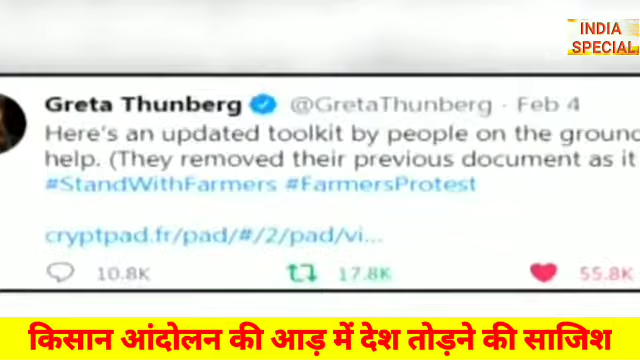 INDIA
SPECIAL
Greta Thunberg @GretaThunberg · Feb 4
Here's an updated toolkit by people on the ground
help. (They removed their previous document as it
#StandWithFarmers #FarmersProtest
cryptpad.fr/pad/#/2/pad/vi...
10.8K 17.8K 55.8K
किसान आंदोलन की आड़ में देश तोड़ने की साजिश